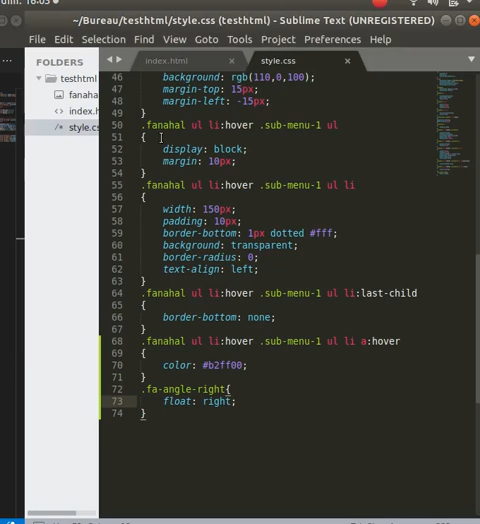 dim. 16:03
~/Bureau/testhtml/style.css (testhtml) - Sublime Text (UNREGISTERED)
File Edit Selection Find View Goto Tools Project Preferences Help
FOLDERS
testhtml
fanaha
index.h
style.cs
index.html
style.css
46 background: rgb(110,0,100);
47 margin-top: 15px;
48 margin-left: -15px;
49 }
50 .fanahal ul li:hover .sub-menu-1 ul
51 {
52 display: block;
53 margin: 10px;
54 }
55 .fanahal ul li:hover .sub-menu-1 ul li
56 {
57 width: 150px;
58 padding: 10px;
59 border-bottom: 1px dotted #fff;
60 background: transparent;
61 border-radius: 0;
62 text-align: left;
63 }
64 .fanahal ul li:hover .sub-menu-1 ul li:last-child
65 {
66 border-bottom: none;
67 }
68 .fanahal ul li:hover .sub-menu-1 ul li a:hover
69 {
70 color: #b2ff00;
71 }
72 .fa-angle-right{
73 float: right;
74 }